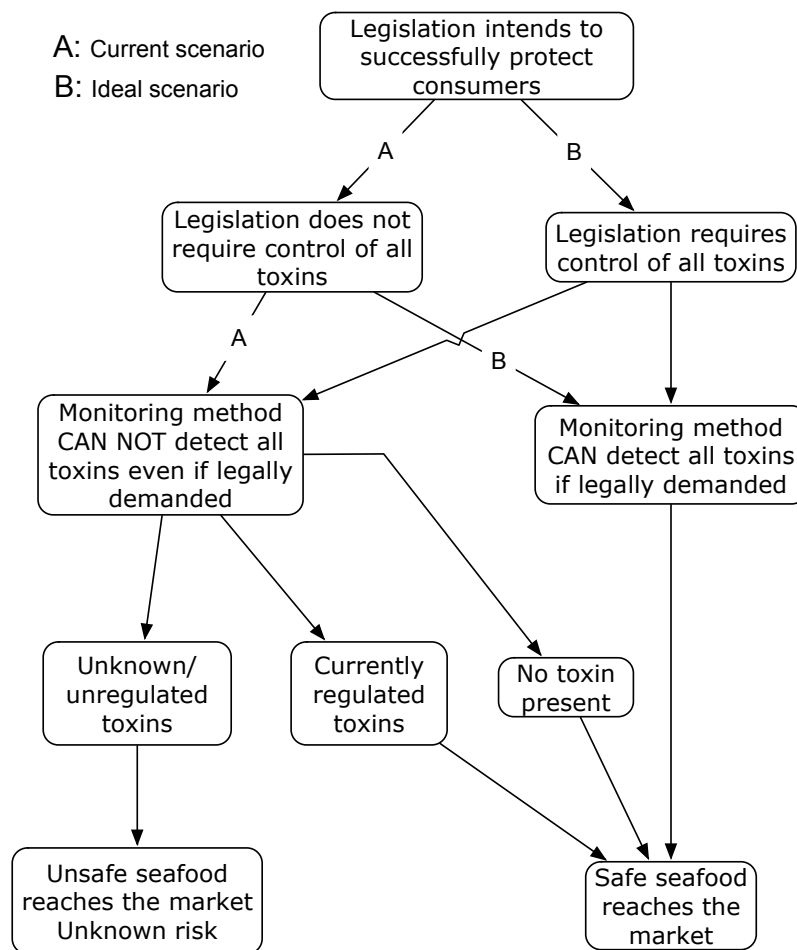 A: Current scenario
B: Ideal scenario
Legislation intends to
successfully protect
consumers
A
B
Legislation does not
require control of all
toxins
Legislation requires
control of all toxins
A
B
Monitoring method
CAN NOT detect all
toxins even if legally
demanded
Monitoring method
CAN detect all toxins
if legally demanded
Unknown/
unregulated
toxins
Currently
regulated
toxins
No toxin
present
Unsafe seafood
reaches the market
Unknown risk
Safe seafood
reaches the
market